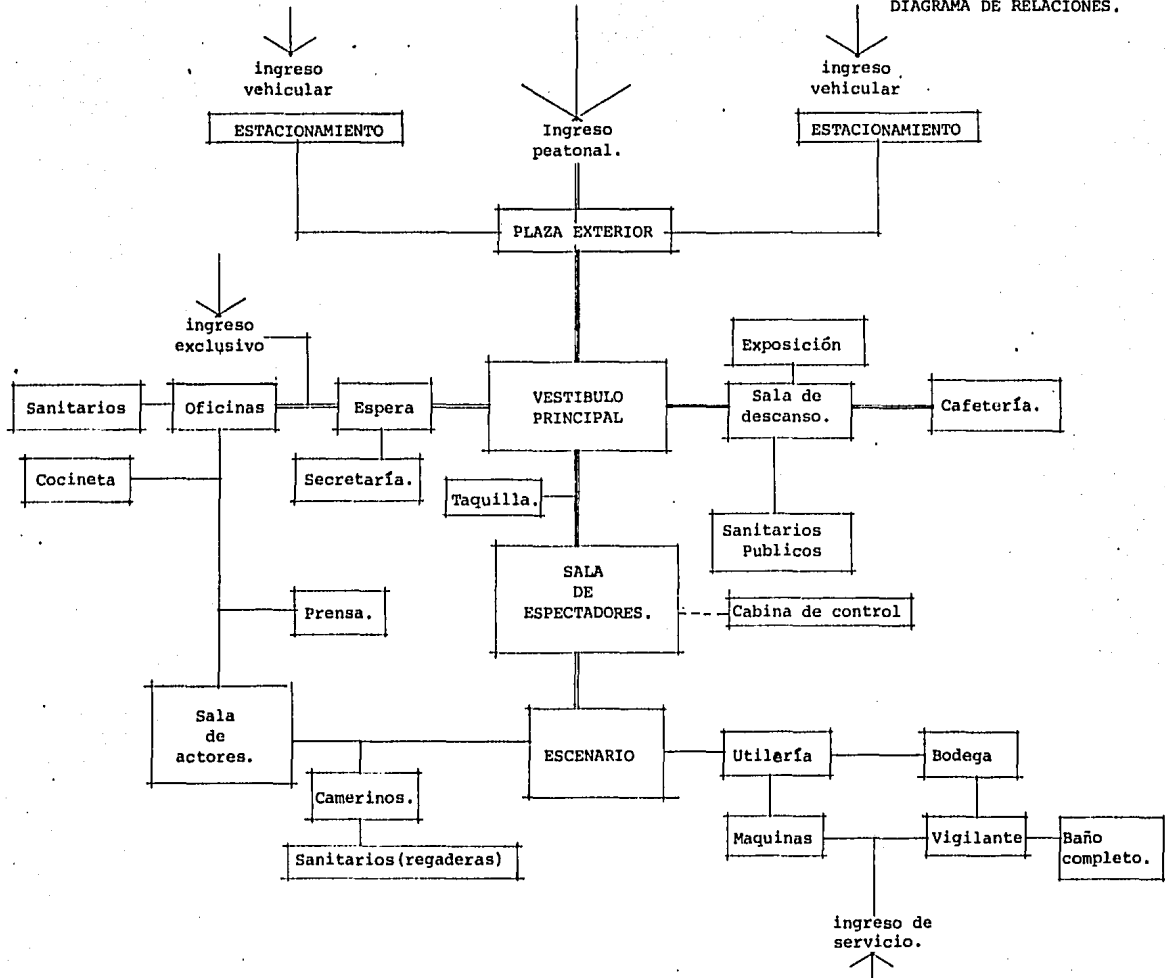 DIAGRAMA DE RELACIONES.
ingreso
vehicular
ESTACIONAMIENTO
Ingreso
peatonal.
ingreso
vehicular
ESTACIONAMIENTO
PLAZA EXTERIOR
ingreso
exclusivo
Exposición
Sanitarios
Oficinas
Espera
VESTIBULO
PRINCIPAL
Sala de
descanso.
Cafetería.
Cocineta
Secretaría.
Taquilla.
Sanitarios
Publicos
SALA
DE
ESPECTADORES.
Cabina de control
Prensa.
Sala
de
actores.
ESCENARIO
Utilería
Bodega
Camerinos.
Sanitarios(regaderas)
Maquinas
Vigilante
Baño
completo.
ingreso de
servicio.